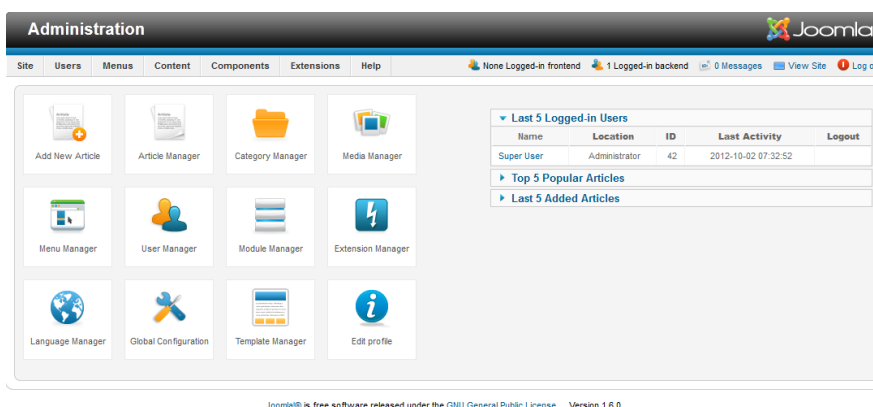 Administration
Joomla
Site Users Menus Content Components Extensions Help
None Logged-in frontend 1 Logged-in backend 0 Messages View Site Log
Add New Article Article Manager Category Manager Media Manager
Menu Manager User Manager Module Manager Extension Manager
Language Manager Global Configuration Template Manager Edit profile
Last 5 Logged-in Users
Name Location ID Last Activity Logout
Super User Administrator 42 2012-10-02 07:32:52
Top 5 Popular Articles
Last 5 Added Articles
Joomla!® is free software released under the GNU General Public License. Version 1.6.0